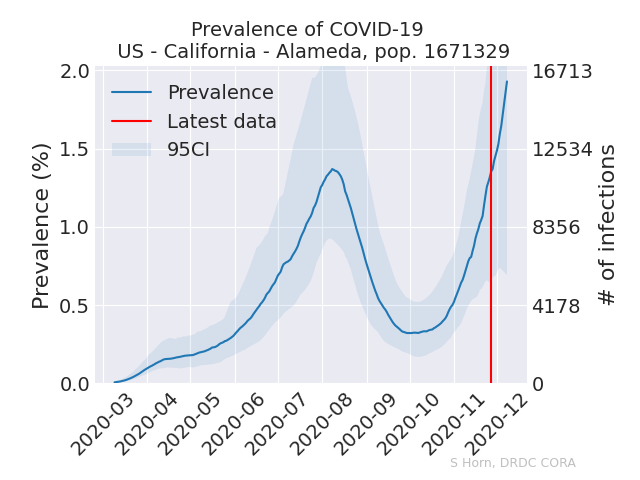 Prevalence of COVID-19
US - California - Alameda, pop. 1671329
2.0
16713
Prevalence
Latest data
95CI
1.5
12534
1.0
8356
0.5
4178
0.0
0
Prevalence (%)
# of infections
2020-03
2020-04
2020-05
2020-06
2020-07
2020-08
2020-09
2020-10
2020-11
2020-12
S Horn, DRDC CORA